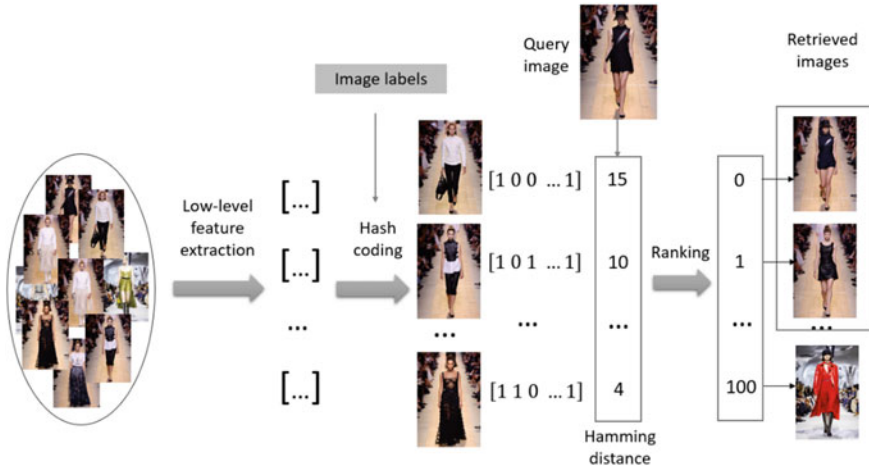 Query
image
Retrieved
images
Image labels
Low-level
feature
extraction
[...]
[...]
...
[...]
Hash
coding
[1 0 0 ... 1]
[1 0 1 ... 1]
...
...
[1 1 0 ... 1]
15
10
...
4
Hamming
distance
Ranking
0
1
...
100
...